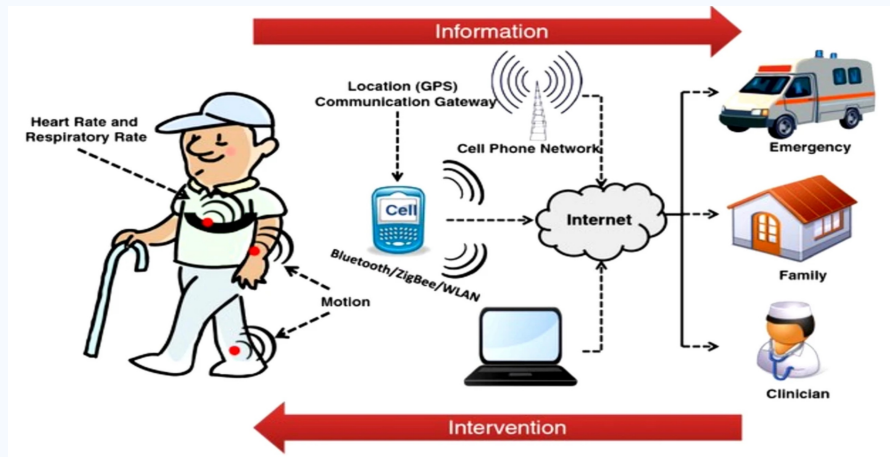 Information
Location (GPS)
Communication Gateway
Heart Rate and
Respiratory Rate
Cell Phone Network
Emergency
Cell
Internet
Bluetooth/ZigBee/WLAN
Family
Motion
Clinician
Intervention